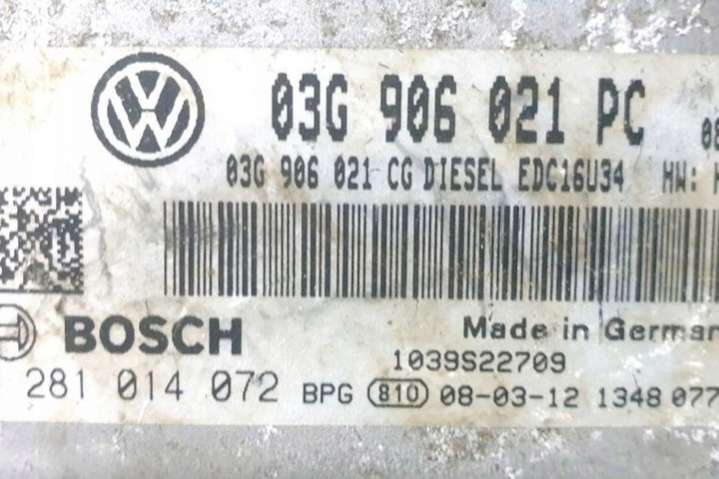 03G 906 021 PC 08
03G 906 021 CG DIESEL EDC16U34 HW:
BOSCH Made in German
1039S22709
281 014 072 BPG 810 08-03-12 1348 077